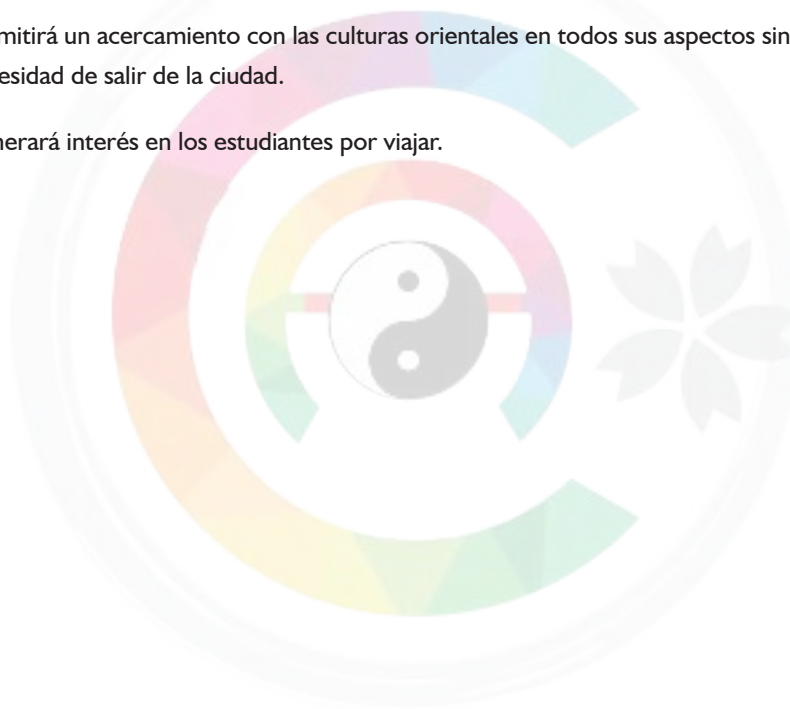 mitirá un acercamiento con las culturas orientales en todos sus aspectos sin
esidad de salir de la ciudad.
nerará interés en los estudiantes por viajar.